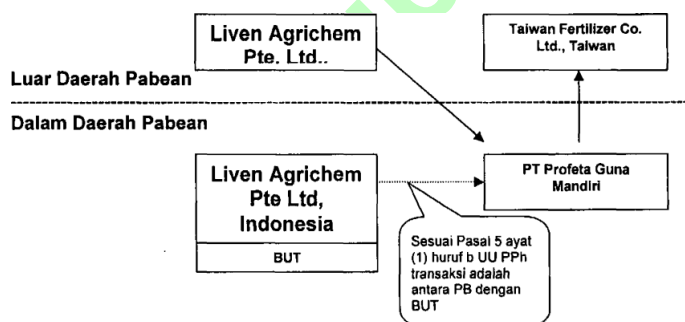 Liven Agrichem
Pte. Ltd..
Taiwan Fertilizer Co.
Ltd., Taiwan
Luar Daerah Pabean
Dalam Daerah Pabean
Liven Agrichem
Pte Ltd,
Indonesia
BUT
PT Profeta Guna
Mandiri
Sesuai Pasal 5 ayat
(1) huruf b UU PPh
transaksi adalah
antara PB dengan
BUT